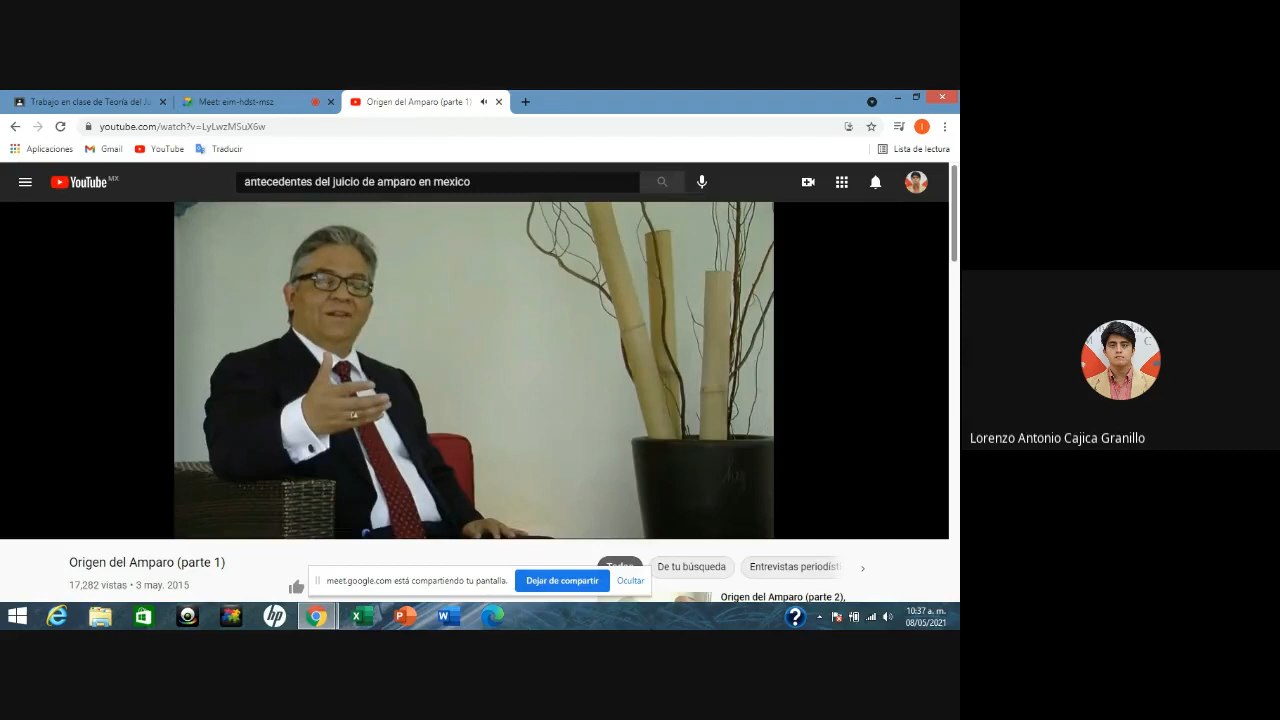 Trabajo en clase de Teoría del Ju
Meet: eim-hdst-msz
Origen del Amparo (parte 1)
youtube.com/watch?v=LyLwzMSuX6w
Aplicaciones
Gmail
YouTube
Traducir
Lista de lectura
YouTube MX
antecedentes del juicio de amparo en mexico
Lorenzo Antonio Cajica Granillo
Origen del Amparo (parte 1)
17,282 vistas • 3 may. 2015
Todos
De tu búsqueda
Entrevistas periodísti
meet.google.com está compartiendo tu pantalla.
Dejar de compartir
Ocultar
Origen del Amparo (parte 2),
10:37 a. m.
08/05/2021